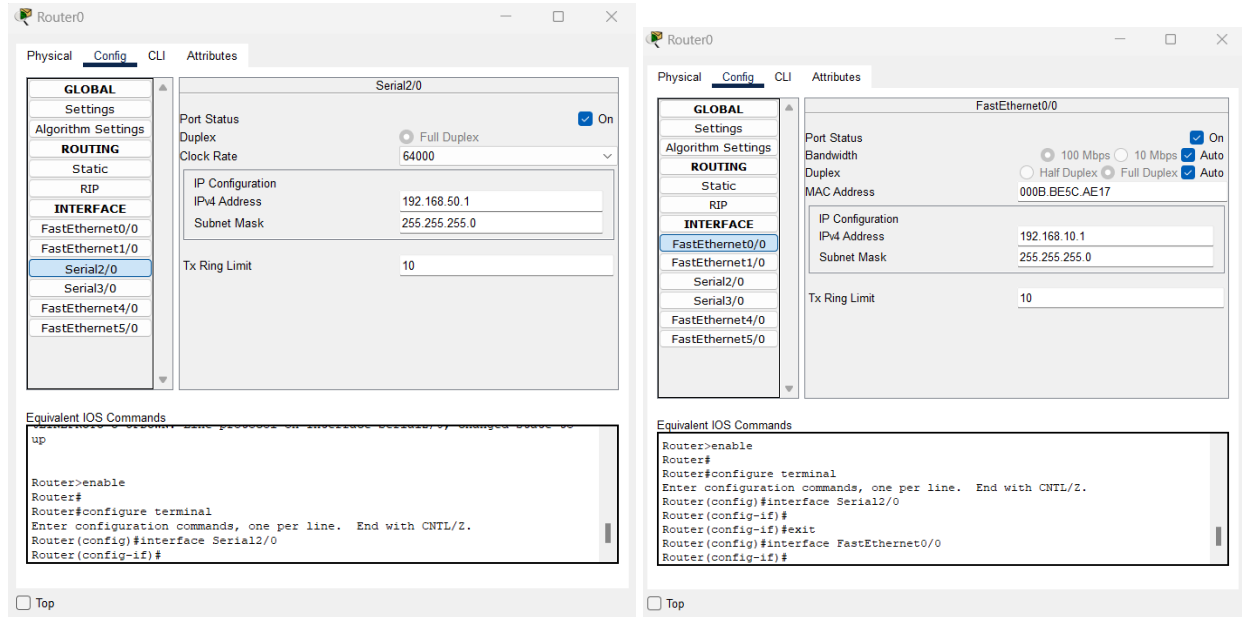 Router0
Physical Config CLI Attributes
GLOBAL
Settings
Algorithm Settings
ROUTING
Static
RIP
INTERFACE
FastEthernet0/0
FastEthernet1/0
Serial2/0
Serial3/0
FastEthernet4/0
FastEthernet5/0
Serial2/0
Port Status On
Duplex Full Duplex
Clock Rate 64000
IP Configuration
IPv4 Address 192.168.50.1
Subnet Mask 255.255.255.0
Tx Ring Limit 10
Equivalent IOS Commands
up
Router>enable
Router#
Router#configure terminal
Enter configuration commands, one per line. End with CNTL/Z.
Router(config)#interface Serial2/0
Router(config-if)#
Top
Router0
Physical Config CLI Attributes
GLOBAL
Settings
Algorithm Settings
ROUTING
Static
RIP
INTERFACE
FastEthernet0/0
FastEthernet1/0
Serial2/0
Serial3/0
FastEthernet4/0
FastEthernet5/0
FastEthernet0/0
Port Status On
Bandwidth 100 Mbps 10 Mbps Auto
Duplex Half Duplex Full Duplex Auto
MAC Address 000B.BE5C.AE17
IP Configuration
IPv4 Address 192.168.10.1
Subnet Mask 255.255.255.0
Tx Ring Limit 10
Equivalent IOS Commands
Router>enable
Router#
Router#configure terminal
Enter configuration commands, one per line. End with CNTL/Z.
Router(config)#interface Serial2/0
Router(config-if)#
Router(config-if)#exit
Router(config)#interface FastEthernet0/0
Router(config-if)#
Top